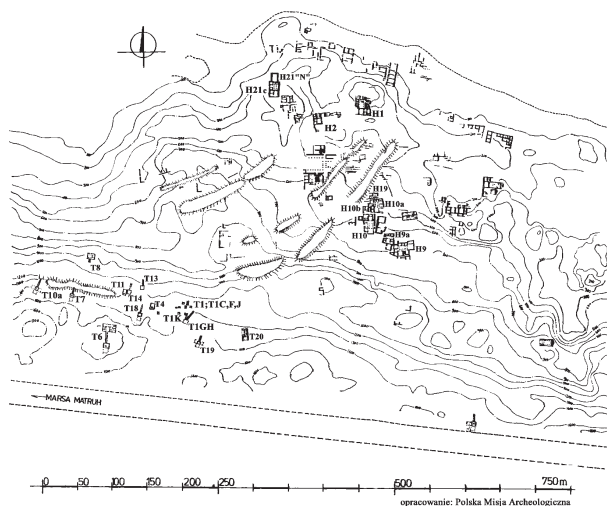 H21"N"
H21c
H1
H2
H19
H10b
H10a
H10
H9a
H9
T8
T13
T11
T14
T10a
T7
T18
T4
T1;T1C,F,J
T1K
T1GH
T6
T19
T20
MARSA MATRUH
0 50 100 150 200 250 500 750m
opracowanie: Polska Misja Archeologiczna